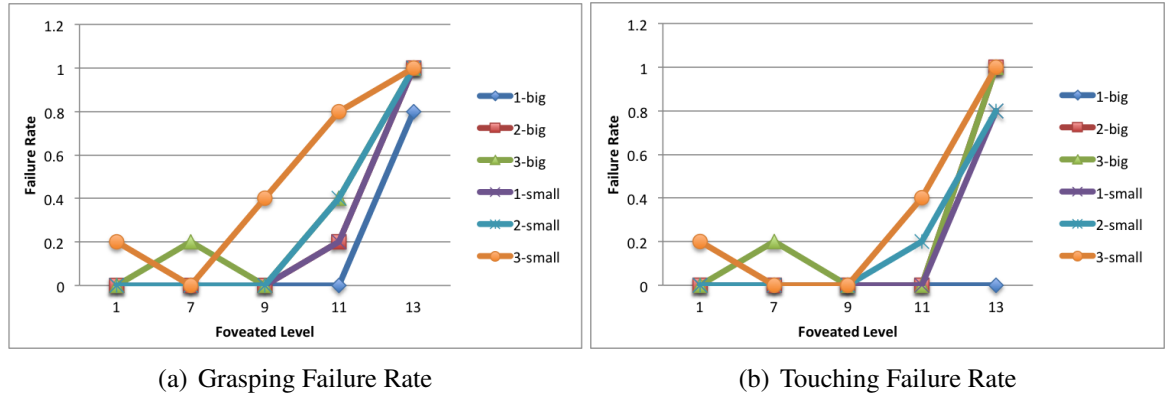 1.2
1
0.8
0.6
0.4
0.2
0
Failure Rate
1 7 9 11 13
Foveated Level
1-big
2-big
3-big
1-small
2-small
3-small
(a) Grasping Failure Rate
1.2
1
0.8
0.6
0.4
0.2
0
Failure Rate
1 7 9 11 13
Foveated Level
1-big
2-big
3-big
1-small
2-small
3-small
(b) Touching Failure Rate